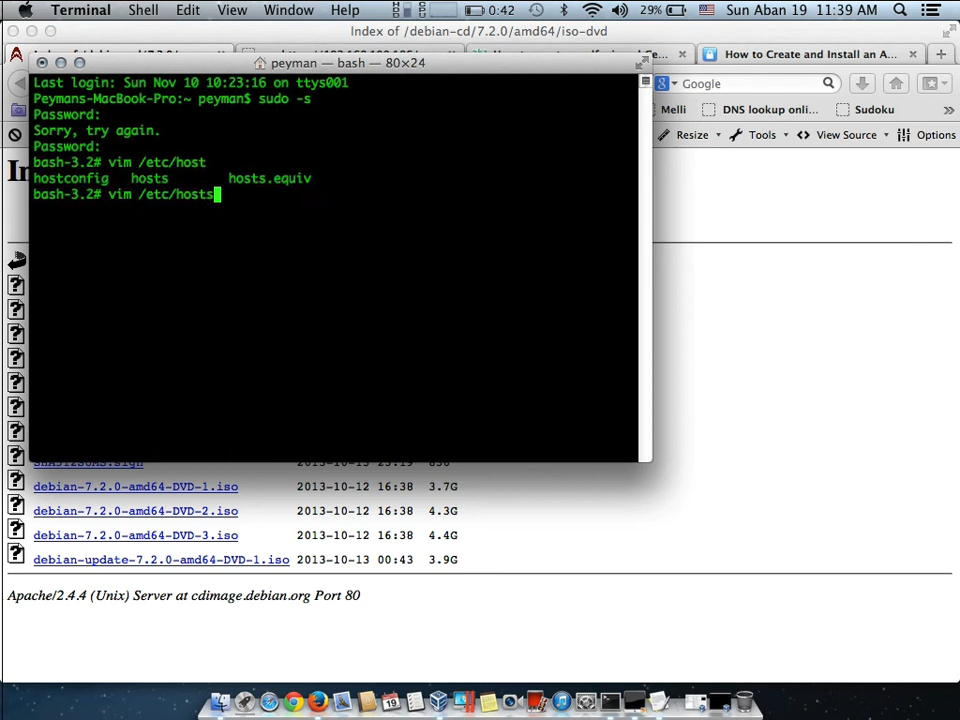 Terminal Shell Edit View Window Help 0:42 29% Sun Aban 19 11:39 AM
Index of /debian-cd/7.2.0/amd64/iso-dvd
How to Create and Install an A...
peyman — bash — 80×24
Google
Melli DNS lookup onli... Sudoku
Resize Tools View Source Options
Last login: Sun Nov 10 10:23:16 on ttys001
Peymans-MacBook-Pro:~ peyman$ sudo -s
Password:
Sorry, try again.
Password:
bash-3.2# vim /etc/host
hostconfig hosts hosts.equiv
bash-3.2# vim /etc/hosts
SHA512SUMS.sign 2013-10-13 23:19 836
debian-7.2.0-amd64-DVD-1.iso 2013-10-12 16:38 3.7G
debian-7.2.0-amd64-DVD-2.iso 2013-10-12 16:38 4.3G
debian-7.2.0-amd64-DVD-3.iso 2013-10-12 16:38 4.4G
debian-update-7.2.0-amd64-DVD-1.iso 2013-10-13 00:43 3.9G
Apache/2.4.4 (Unix) Server at cdimage.debian.org Port 80